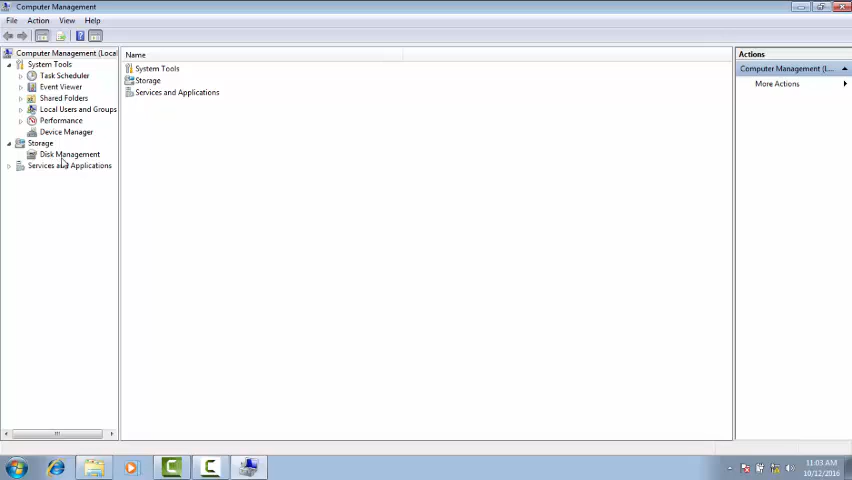 Computer Management
File Action View Help
Computer Management (Local
System Tools
Task Scheduler
Event Viewer
Shared Folders
Local Users and Groups
Performance
Device Manager
Storage
Disk Management
Services and Applications
Name
System Tools
Storage
Services and Applications
Actions
Computer Management (L...
More Actions
11:03 AM
10/12/2016